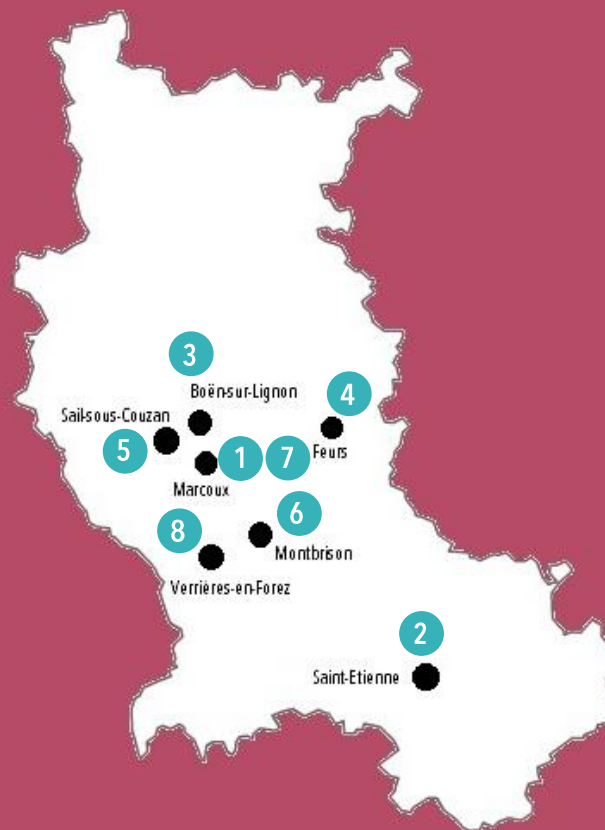 3
Boën-sur-Lignon
4
Sail-sous-Couzan
5
1
7
Feurs
Marcoux
6
8
Montbrison
Verrières-en-Forez
2
Saint-Etienne